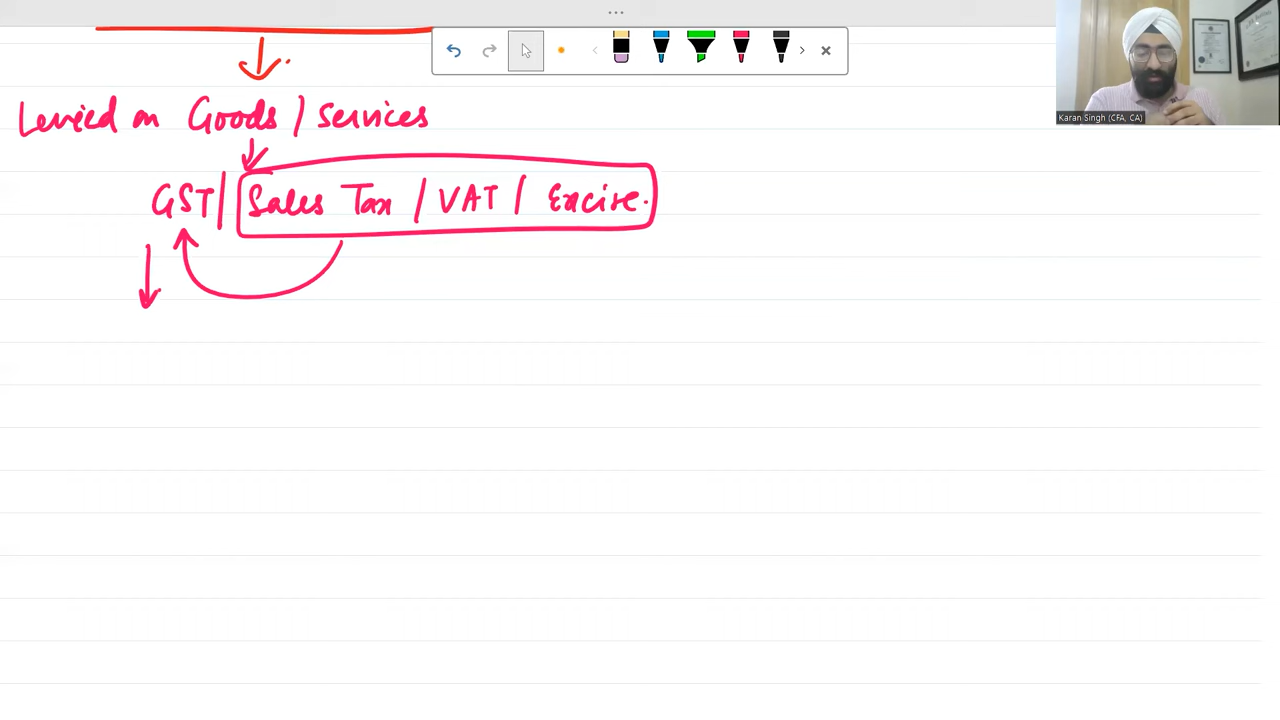 Levied on Goods / Services
GST / Sales Tax / VAT / Excise.
Karan Singh (CFA, CA)